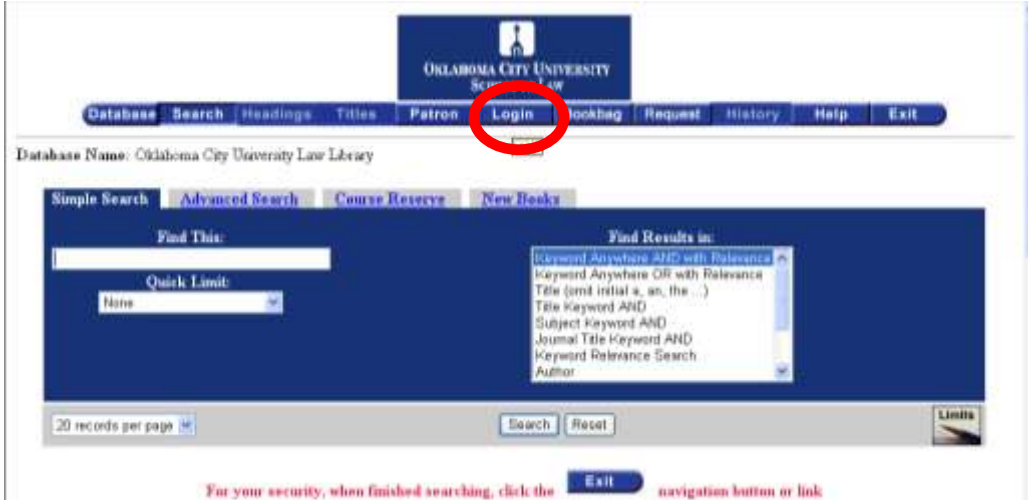 OKLAHOMA CITY UNIVERSITY
SCHOOL OF LAW
Database Search Headings Titles Patron Login Bookbag Request History Help Exit
Database Name: Oklahoma City University Law Library
Simple Search Advanced Search Course Reserve New Books
Find This: Find Results in:
Keyword Anywhere AND with Relevance
Keyword Anywhere OR with Relevance
Quick Limit: Title (omit initial a, an, the ...)
None Title Keyword AND
Subject Keyword AND
Journal Title Keyword AND
Keyword Relevance Search
Author
20 records per page Search Reset Limits
For your security, when finished searching, click the Exit navigation button or link